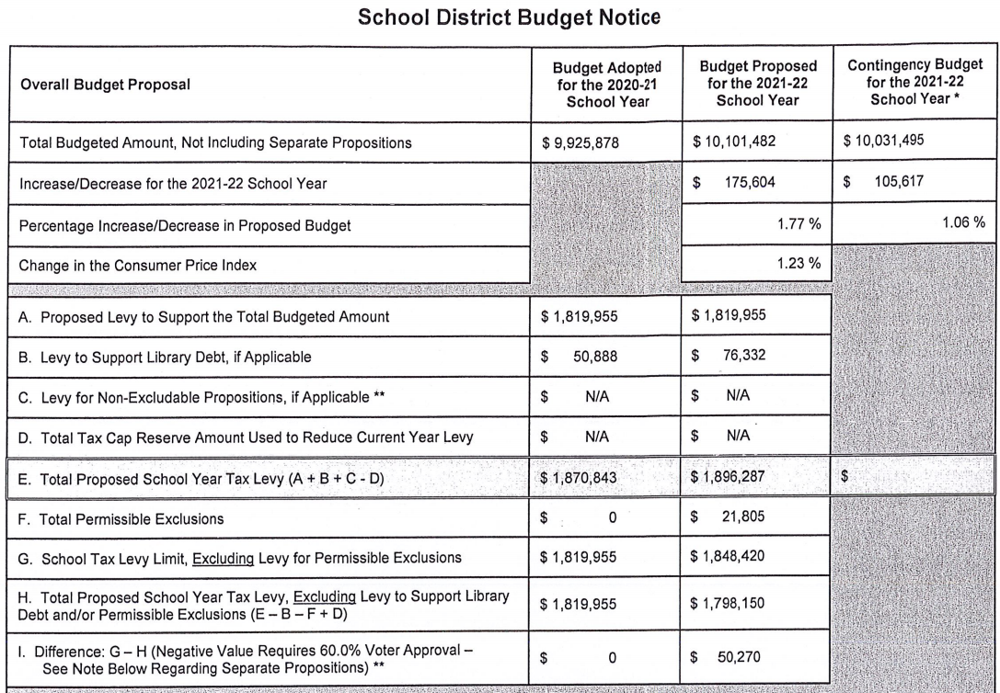 School District Budget Notice
Overall Budget Proposal
Budget Adopted
for the 2020-21
School Year
Budget Proposed
for the 2021-22
School Year
Contingency Budget
for the 2021-22
School Year *
Total Budgeted Amount, Not Including Separate Propositions $ 9,925,878 $ 10,101,482 $ 10,031,495
Increase/Decrease for the 2021-22 School Year $ 175,604 $ 105,617
Percentage Increase/Decrease in Proposed Budget 1.77 % 1.06 %
Change in the Consumer Price Index 1.23 %
A. Proposed Levy to Support the Total Budgeted Amount $ 1,819,955 $ 1,819,955
B. Levy to Support Library Debt, if Applicable $ 50,888 $ 76,332
C. Levy for Non-Excludable Propositions, if Applicable ** $ N/A $ N/A
D. Total Tax Cap Reserve Amount Used to Reduce Current Year Levy $ N/A $ N/A
E. Total Proposed School Year Tax Levy (A + B + C - D) $ 1,870,843 $ 1,896,287 $
F. Total Permissible Exclusions $ 0 $ 21,805
G. School Tax Levy Limit, Excluding Levy for Permissible Exclusions $ 1,819,955 $ 1,848,420
H. Total Proposed School Year Tax Levy, Excluding Levy to Support Library
Debt and/or Permissible Exclusions (E – B – F + D) $ 1,819,955 $ 1,798,150
I. Difference: G – H (Negative Value Requires 60.0% Voter Approval –
See Note Below Regarding Separate Propositions) ** $ 0 $ 50,270